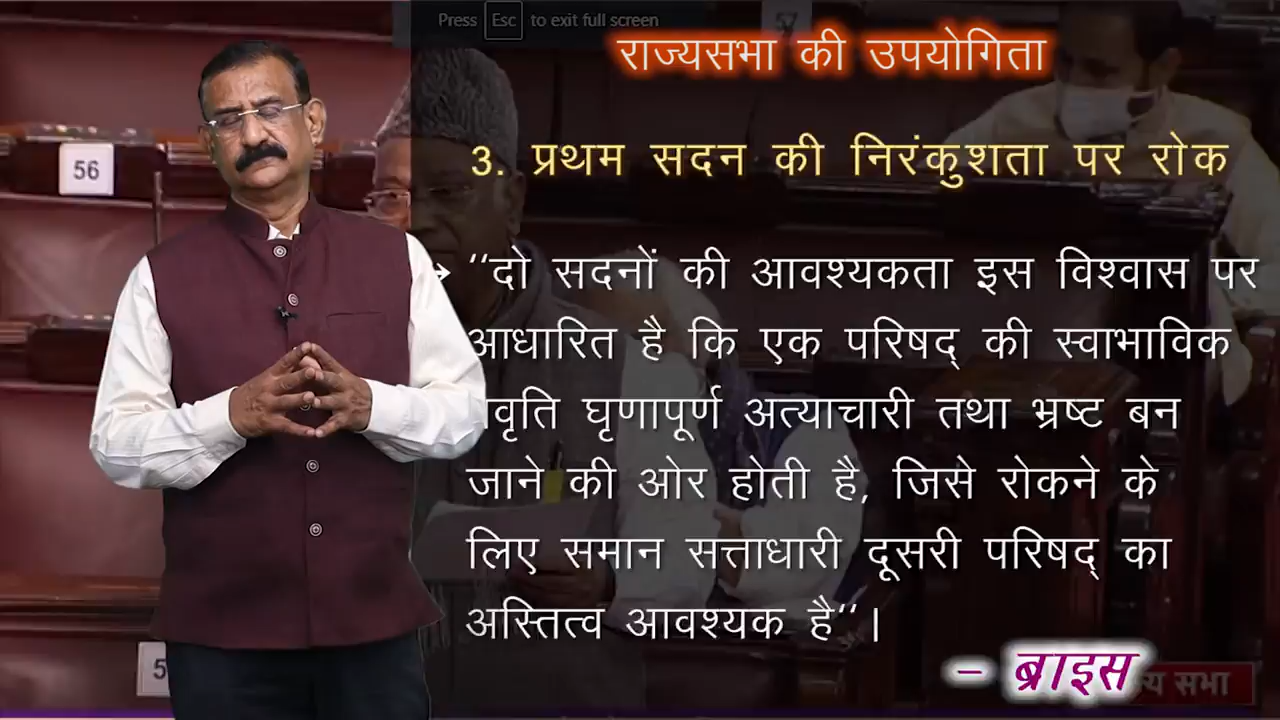 Press Esc to exit full screen
57
राज्यसभा की उपयोगिता
56
3. प्रथम सदन की निरंकुशता पर रोक
➔ ‘‘दो सदनों की आवश्यकता इस विश्वास पर
आधारित है कि एक परिषद् की स्वाभाविक
घृणापूर्ण अत्याचारी तथा भ्रष्ट बन
जाने की ओर होती है, जिसे रोकने के
लिए समान सत्ताधारी दूसरी परिषद् का
अस्तित्व आवश्यक है‘‘ |
– ब्राइस
सभा